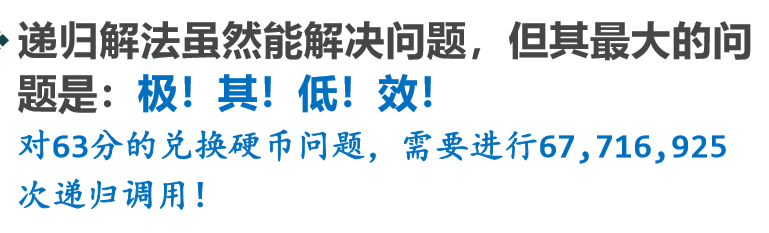 递归解法虽然能解决问题，但其最大的问
题是：极！其！低！效！
对63分的兑换硬币问题，需要进行67,716,925
次递归调用！